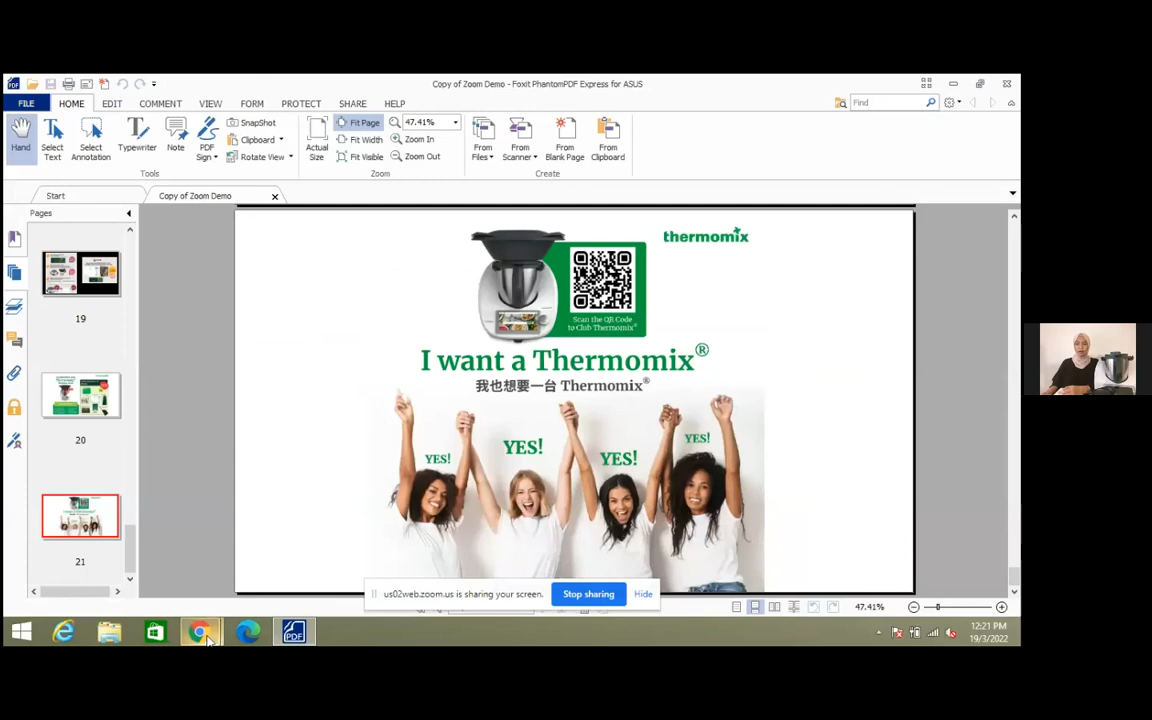 Copy of Zoom Demo - Foxit PhantomPDF Express for ASUS
FILE HOME EDIT COMMENT VIEW FORM PROTECT SHARE HELP
Find
Hand
Select Text
Select Annotation
Typewriter
Note
PDF Sign
SnapShot
Clipboard
Rotate View
Actual Size
Fit Page
Fit Width
Fit Visible
47.41%
Zoom In
Zoom Out
From Files
From Scanner
From Blank Page
From Clipboard
Tools
Zoom
Create
Start
Copy of Zoom Demo
Pages
19
20
21
thermomix
Scan the QR Code
to Club Thermomix®
I want a Thermomix®
我也想要一台 Thermomix®
YES!
YES!
YES!
YES!
us02web.zoom.us is sharing your screen.
Stop sharing
Hide
47.41%
PDF
12:21 PM
19/3/2022